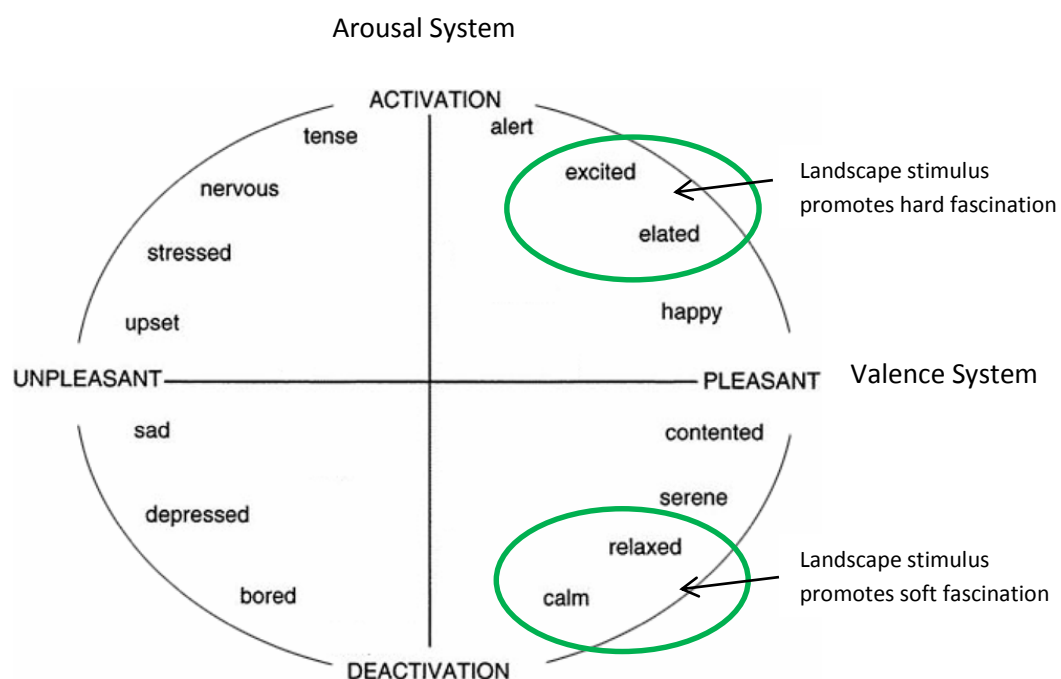 Arousal System
ACTIVATION
tense
alert
nervous
excited
Landscape stimulus
promotes hard fascination
stressed
elated
upset
happy
UNPLEASANT
PLEASANT
Valence System
sad
contented
depressed
serene
relaxed
bored
calm
Landscape stimulus
promotes soft fascination
DEACTIVATION